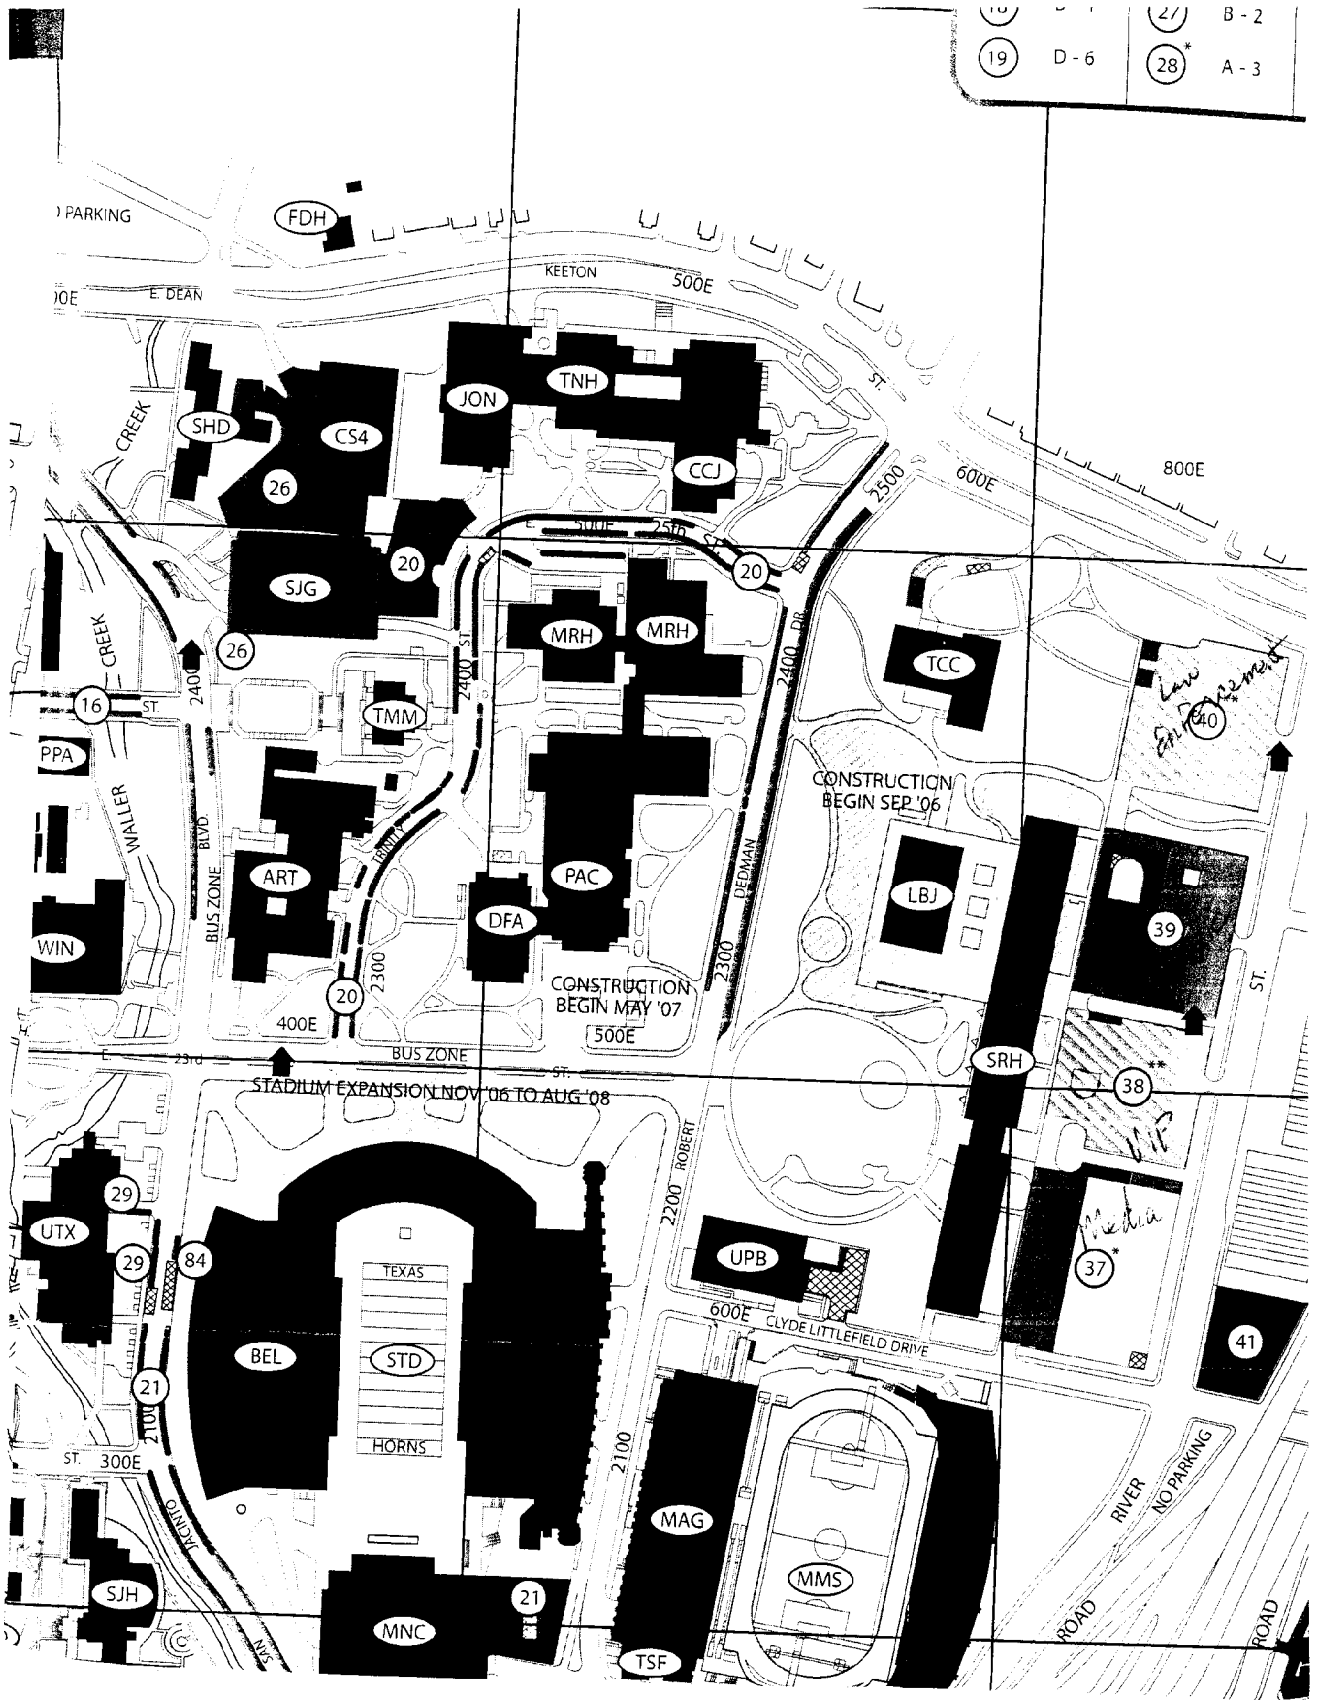 27 B - 2
19 D - 6 28* A - 3
PARKING
FDH
KEETON
500E
E. DEAN
ST.
CREEK
SHD
CS4
JON
TNH
CCJ
26
2500
600E
800E
E. 500E 25th
20
20
SJG
MRH
MRH
TCC
CREEK
26
2400 ST.
2400 DR.
Law
Enforcement
40**
16
ST.
2400
TMM
PPA
CONSTRUCTION
BEGIN SEP '06
WALLER
BLVD.
TRINITY
DEDMAN
ART
PAC
LBJ
DFA
39
WIN
BUS ZONE
2300
2300
ST.
20
CONSTRUCTION
BEGIN MAY '07
400E
500E
E. 23rd BUS ZONE ST.
STADIUM EXPANSION NOV '06 TO AUG '08
SRH
38**
VIP
ROBERT
2200
29
UTX
29
84
Media
37*
UPB
TEXAS
600E CLYDE LITTLEFIELD DRIVE
BEL
STD
41
21
2100
HORNS
2100
ST. 300E
RIVER
NO PARKING
JACINTO
MAG
MMS
SJH
21
MNC
ROAD
ROAD
SAN
TSF